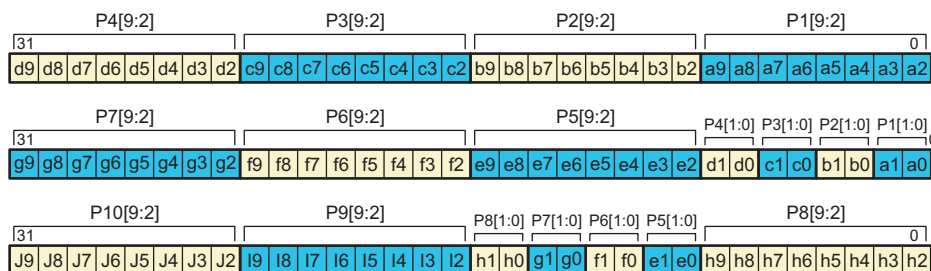 P4[9:2] P3[9:2] P2[9:2] P1[9:2]
31 0
d9 d8 d7 d6 d5 d4 d3 d2 c9 c8 c7 c6 c5 c4 c3 c2 b9 b8 b7 b6 b5 b4 b3 b2 a9 a8 a7 a6 a5 a4 a3 a2
P7[9:2] P6[9:2] P5[9:2] P4[1:0] P3[1:0] P2[1:0] P1[1:0]
31
g9 g8 g7 g6 g5 g4 g3 g2 f9 f8 f7 f6 f5 f4 f3 f2 e9 e8 e7 e6 e5 e4 e3 e2 d1 d0 c1 c0 b1 b0 a1 a0
P10[9:2] P9[9:2] P8[1:0] P7[1:0] P6[1:0] P5[1:0] P8[9:2]
31 0
J9 J8 J7 J6 J5 J4 J3 J2 I9 I8 I7 I6 I5 I4 I3 I2 h1 h0 g1 g0 f1 f0 e1 e0 h9 h8 h7 h6 h5 h4 h3 h2